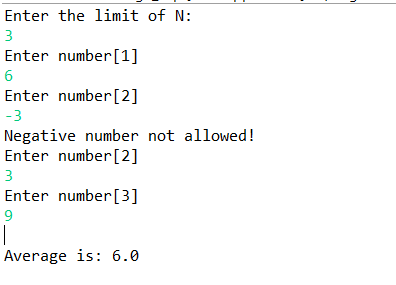 Enter the limit of N:
3
Enter number[1]
6
Enter number[2]
-3
Negative number not allowed!
Enter number[2]
3
Enter number[3]
9
Average is: 6.0